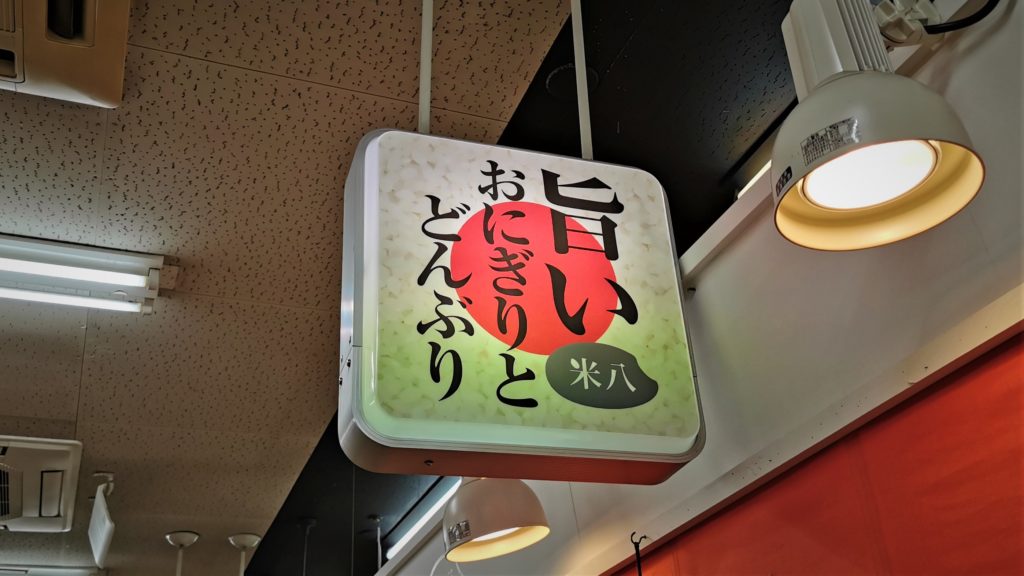 旨い
おにぎりと
どんぶり
米八